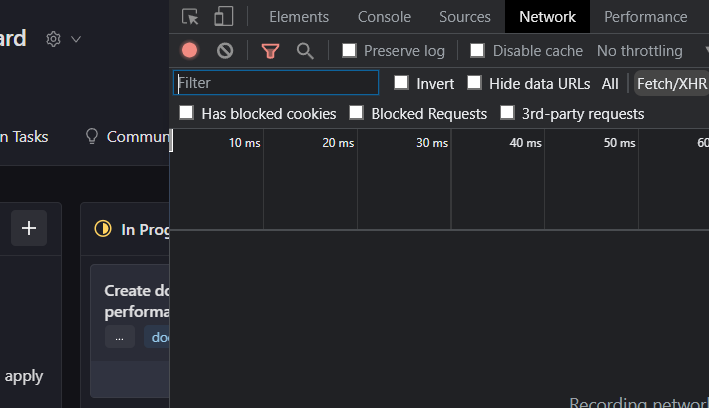 ard
n Tasks
Commun
In Prog
Create do
performa
...
doc
apply
Elements Console Sources Network Performance
Preserve log Disable cache No throttling
Filter Invert Hide data URLs All Fetch/XHR
Has blocked cookies Blocked Requests 3rd-party requests
10 ms 20 ms 30 ms 40 ms 50 ms 60
Recording network